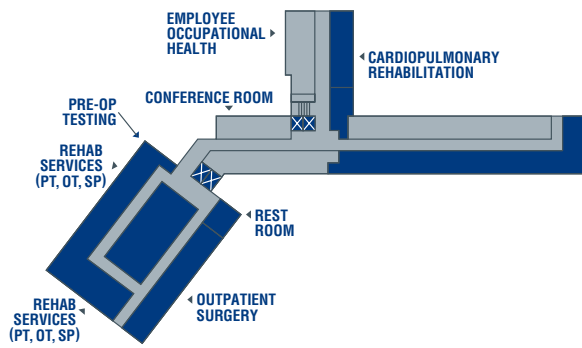 EMPLOYEE
OCCUPATIONAL
HEALTH
CARDIOPULMONARY
REHABILITATION
CONFERENCE ROOM
PRE-OP
TESTING
REHAB
SERVICES
(PT, OT, SP)
REST
ROOM
OUTPATIENT
SURGERY
REHAB
SERVICES
(PT, OT, SP)